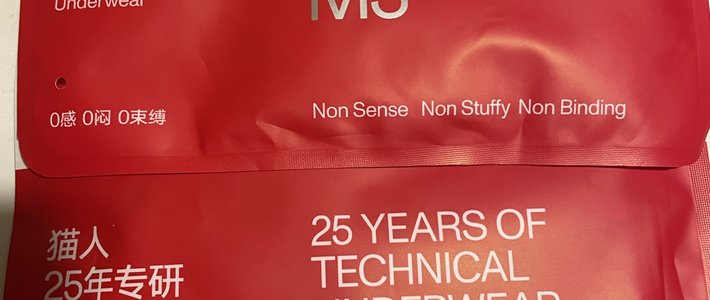 Underwear
0感 0闷 0束缚
Non Sense Non Stuffy Non Binding
猫人
25年专研
25 YEARS OF
TECHNICAL
UNDERWEAR